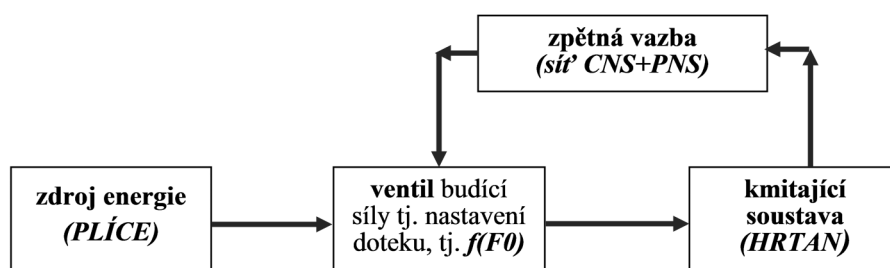 zpětná vazba
(síť CNS+PNS)
zdroj energie
(PLÍCE)
ventil budící
síly tj. nastavení
doteku, tj. f(F0)
kmitající
soustava
(HRTAN)